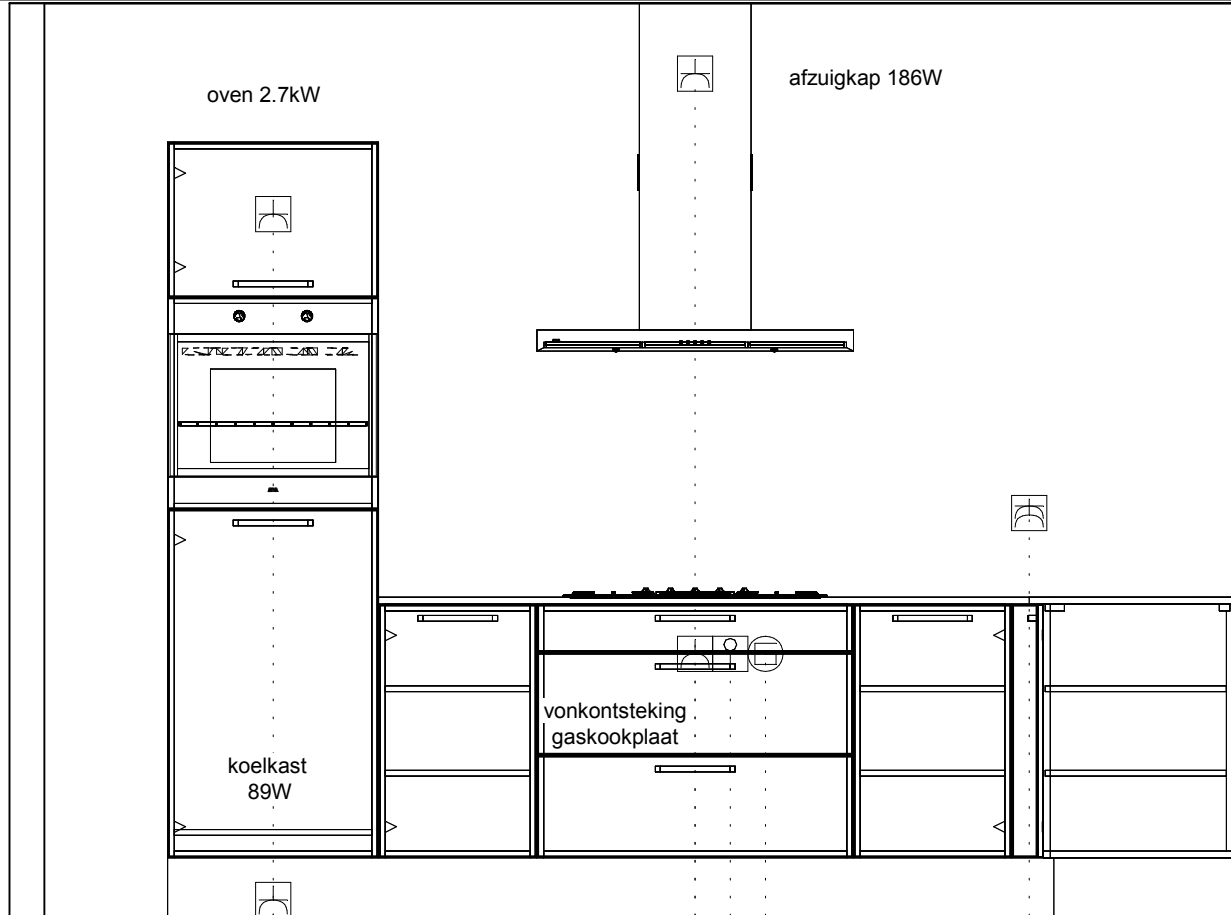 oven 2.7kW
afzuigkap 186W
vonkontsteking
gaskookplaat
koelkast
89W